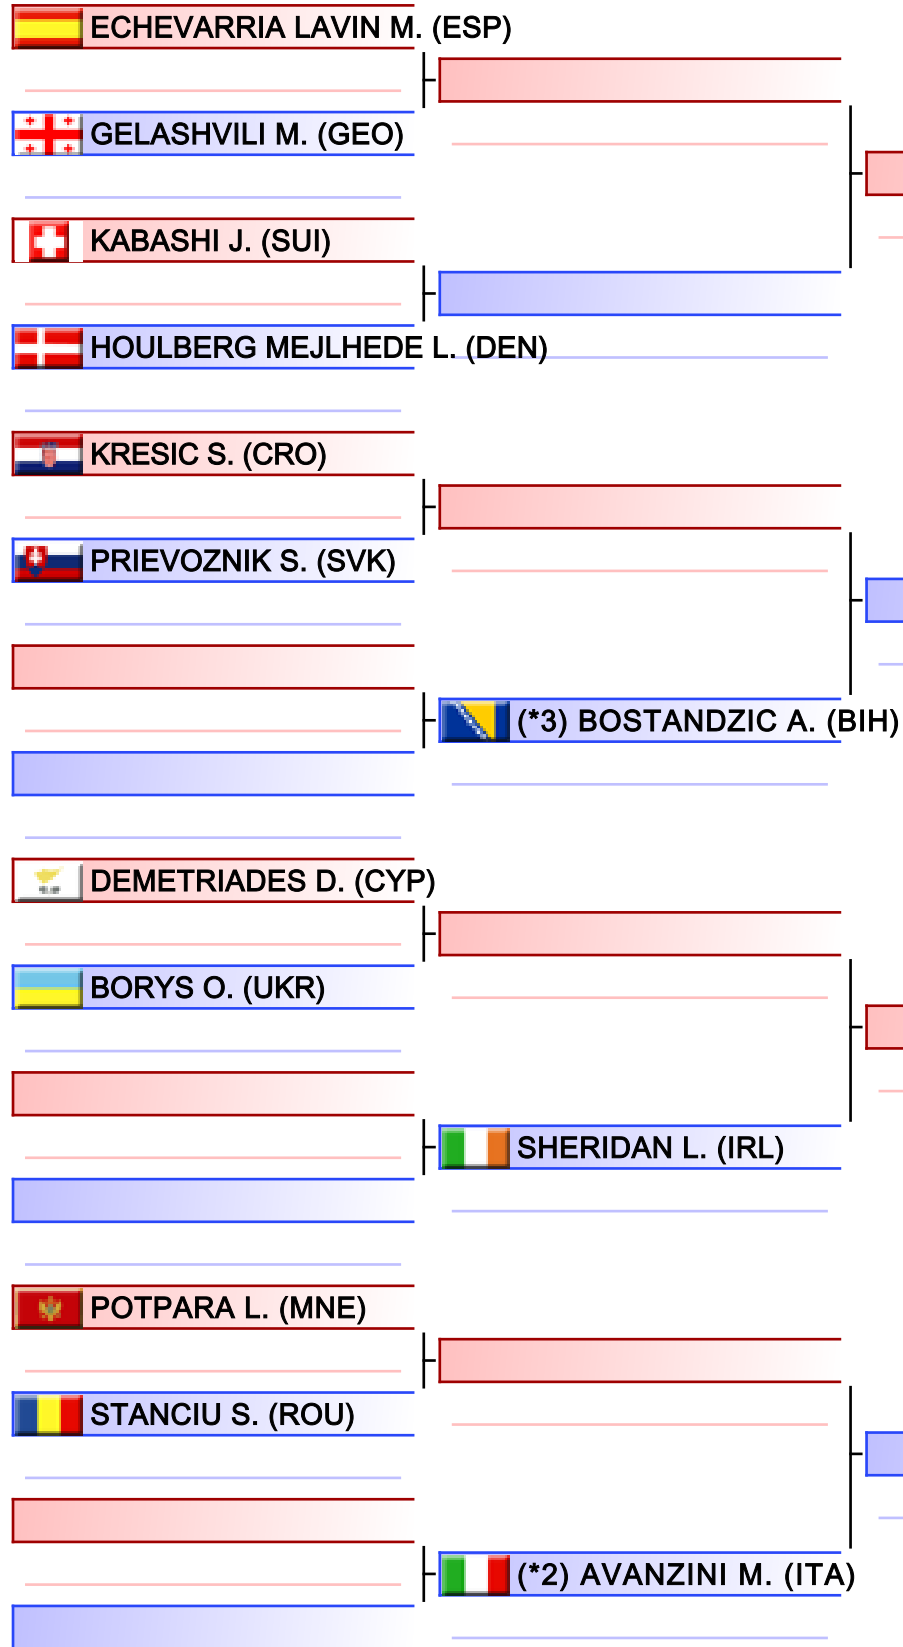 ECHEVARRIA LAVIN M. (ESP)
GELASHVILI M. (GEO)
KABASHI J. (SUI)
HOULBERG MEJLHEDE L. (DEN)
KRESIC S. (CRO)
PRIEVOZNIK S. (SVK)
(*3) BOSTANDZIC A. (BIH)
DEMETRIADES D. (CYP)
BORYS O. (UKR)
SHERIDAN L. (IRL)
POTPARA L. (MNE)
STANCIU S. (ROU)
(*2) AVANZINI M. (ITA)